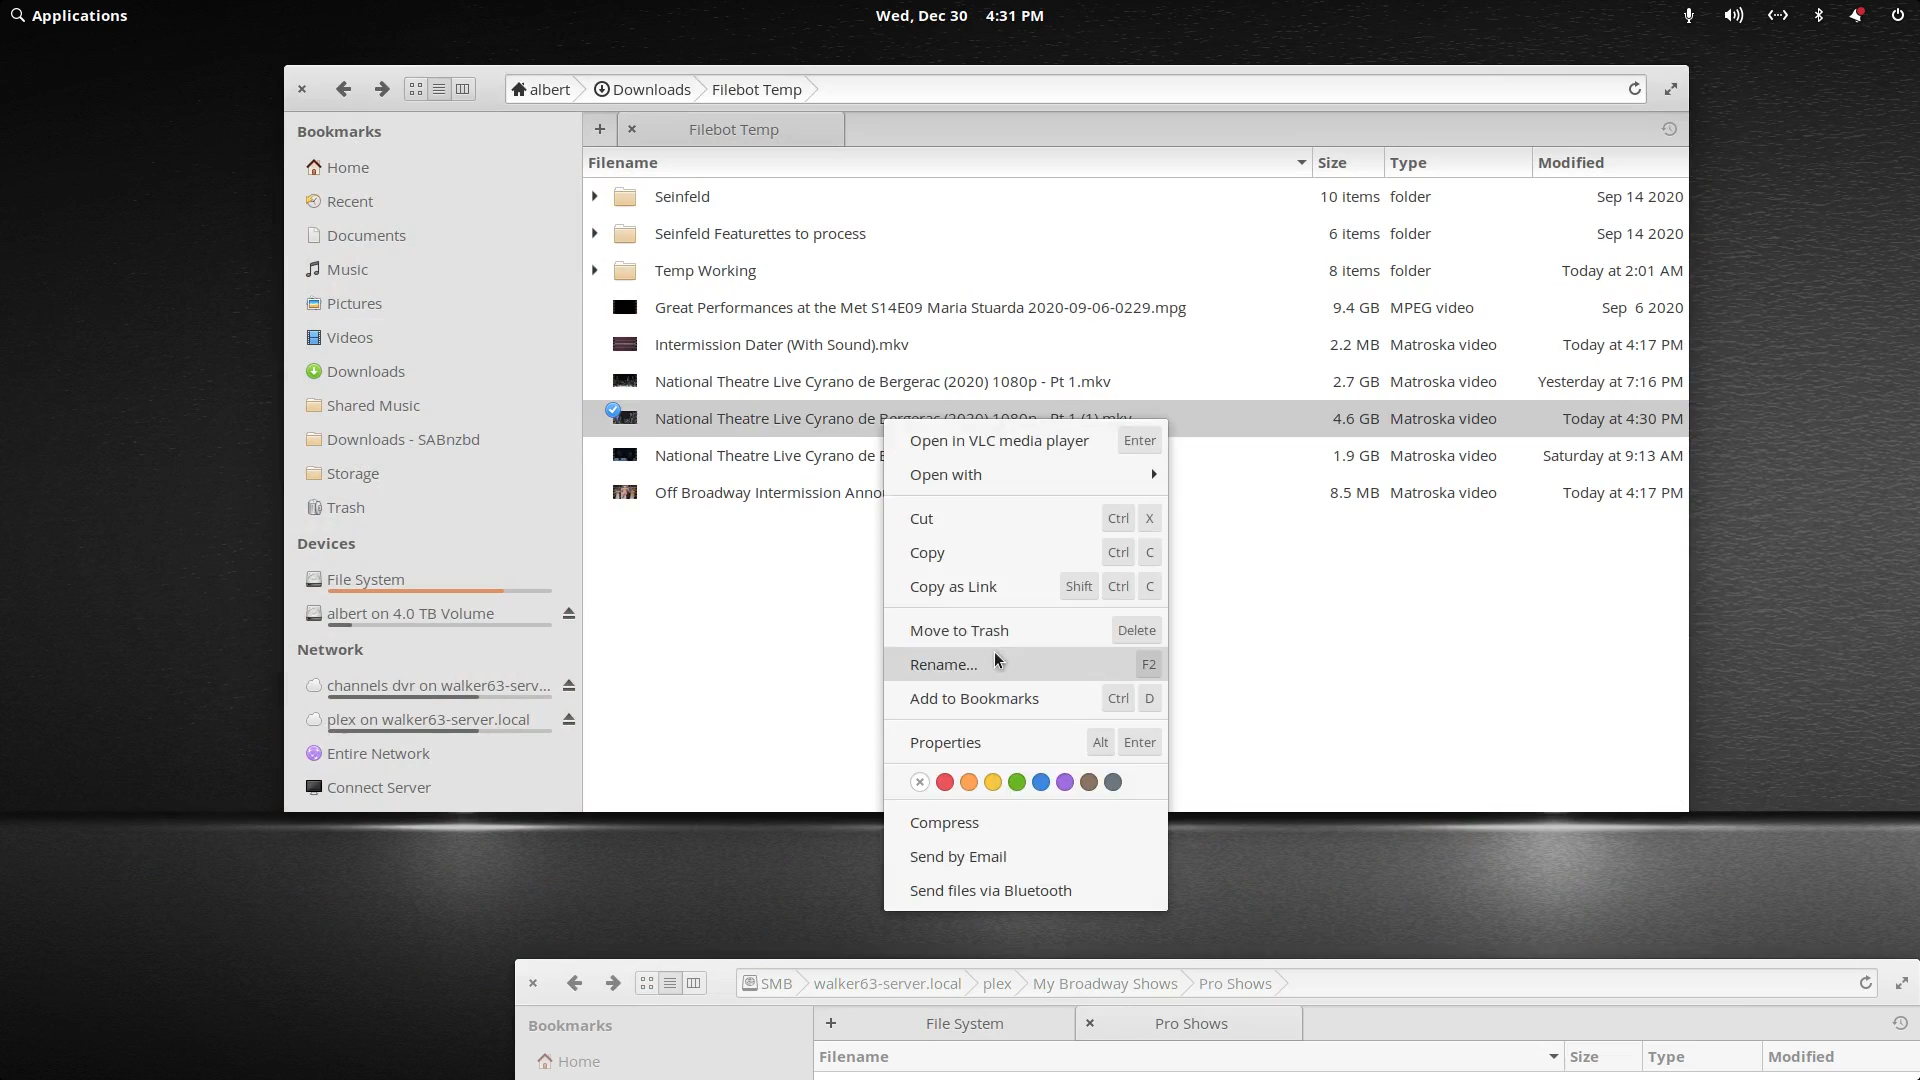 Applications
Wed, Dec 30 4:31 PM
albert Downloads Filebot Temp
Filebot Temp
Bookmarks
Home
Recent
Documents
Music
Pictures
Videos
Downloads
Shared Music
Downloads - SABnzbd
Storage
Trash
Devices
File System
albert on 4.0 TB Volume
Network
channels dvr on walker63-serv...
plex on walker63-server.local
Entire Network
Connect Server
Filename Size Type Modified
Seinfeld 10 items folder Sep 14 2020
Seinfeld Featurettes to process 6 items folder Sep 14 2020
Temp Working 8 items folder Today at 2:01 AM
Great Performances at the Met S14E09 Maria Stuarda 2020-09-06-0229.mpg 9.4 GB MPEG video Sep 6 2020
Intermission Dater (With Sound).mkv 2.2 MB Matroska video Today at 4:17 PM
National Theatre Live Cyrano de Bergerac (2020) 1080p - Pt 1.mkv 2.7 GB Matroska video Yesterday at 7:16 PM
National Theatre Live Cyrano de Bergerac (2020) 1080p - Pt 1 (1).mkv 4.6 GB Matroska video Today at 4:30 PM
National Theatre Live Cyrano de 1.9 GB Matroska video Saturday at 9:13 AM
Off Broadway Intermission 8.5 MB Matroska video Today at 4:17 PM
Open in VLC media player Enter
Open with
Cut Ctrl X
Copy Ctrl C
Copy as Link Shift Ctrl C
Move to Trash Delete
Rename... F2
Add to Bookmarks Ctrl D
Properties Alt Enter
Compress
Send by Email
Send files via Bluetooth
SMB walker63-server.local plex My Broadway Shows Pro Shows
File System Pro Shows
Bookmarks
Home
Filename Size Type Modified